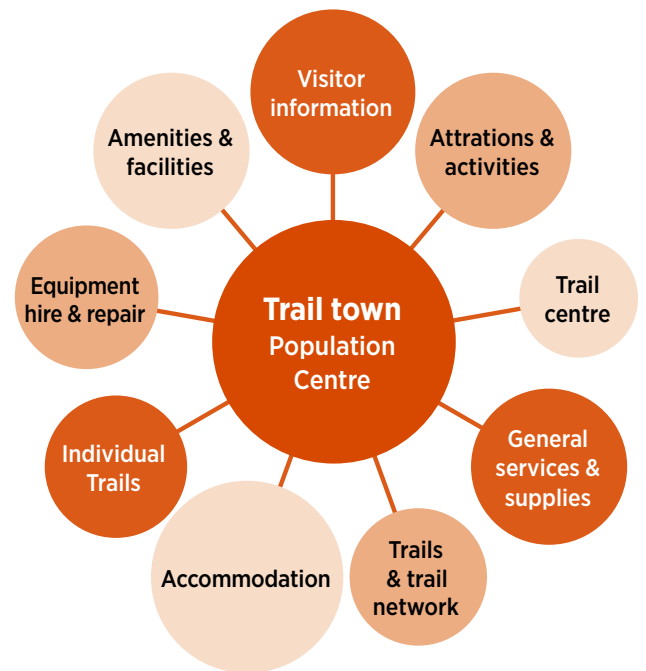 Visitor
information
Attrations &
activities
Trail
centre
General
services &
supplies
Trails
& trail
network
Accommodation
Individual
Trails
Equipment
hire & repair
Amenities &
facilities
Trail town
Population
Centre